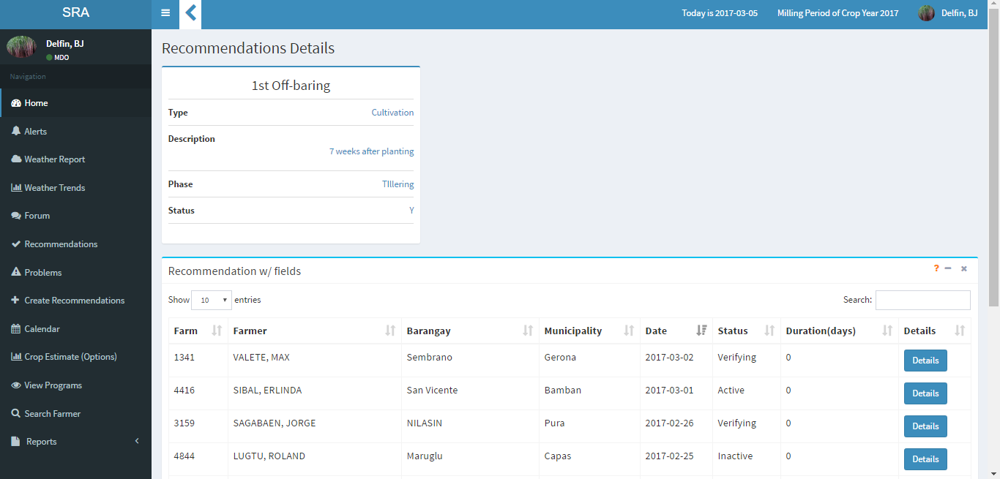 SRA
Today is 2017-03-05 Milling Period of Crop Year 2017 Delfin, BJ
Delfin, BJ
MDO
Navigation
Home
Alerts
Weather Report
Weather Trends
Forum
Recommendations
Problems
Create Recommendations
Calendar
Crop Estimate (Options)
View Programs
Search Farmer
Reports
Recommendations Details
1st Off-baring
Type Cultivation
Description
7 weeks after planting
Phase TIllering
Status Y
Recommendation w/ fields ?
Show 10 entries Search:
Farm Farmer Barangay Municipality Date Status Duration(days) Details
1341 VALETE, MAX Sembrano Gerona 2017-03-02 Verifying 0 Details
4416 SIBAL, ERLINDA San Vicente Bamban 2017-03-01 Active 0 Details
3159 SAGABAEN, JORGE NILASIN Pura 2017-02-26 Verifying 0 Details
4844 LUGTU, ROLAND Maruglu Capas 2017-02-25 Inactive 0 Details